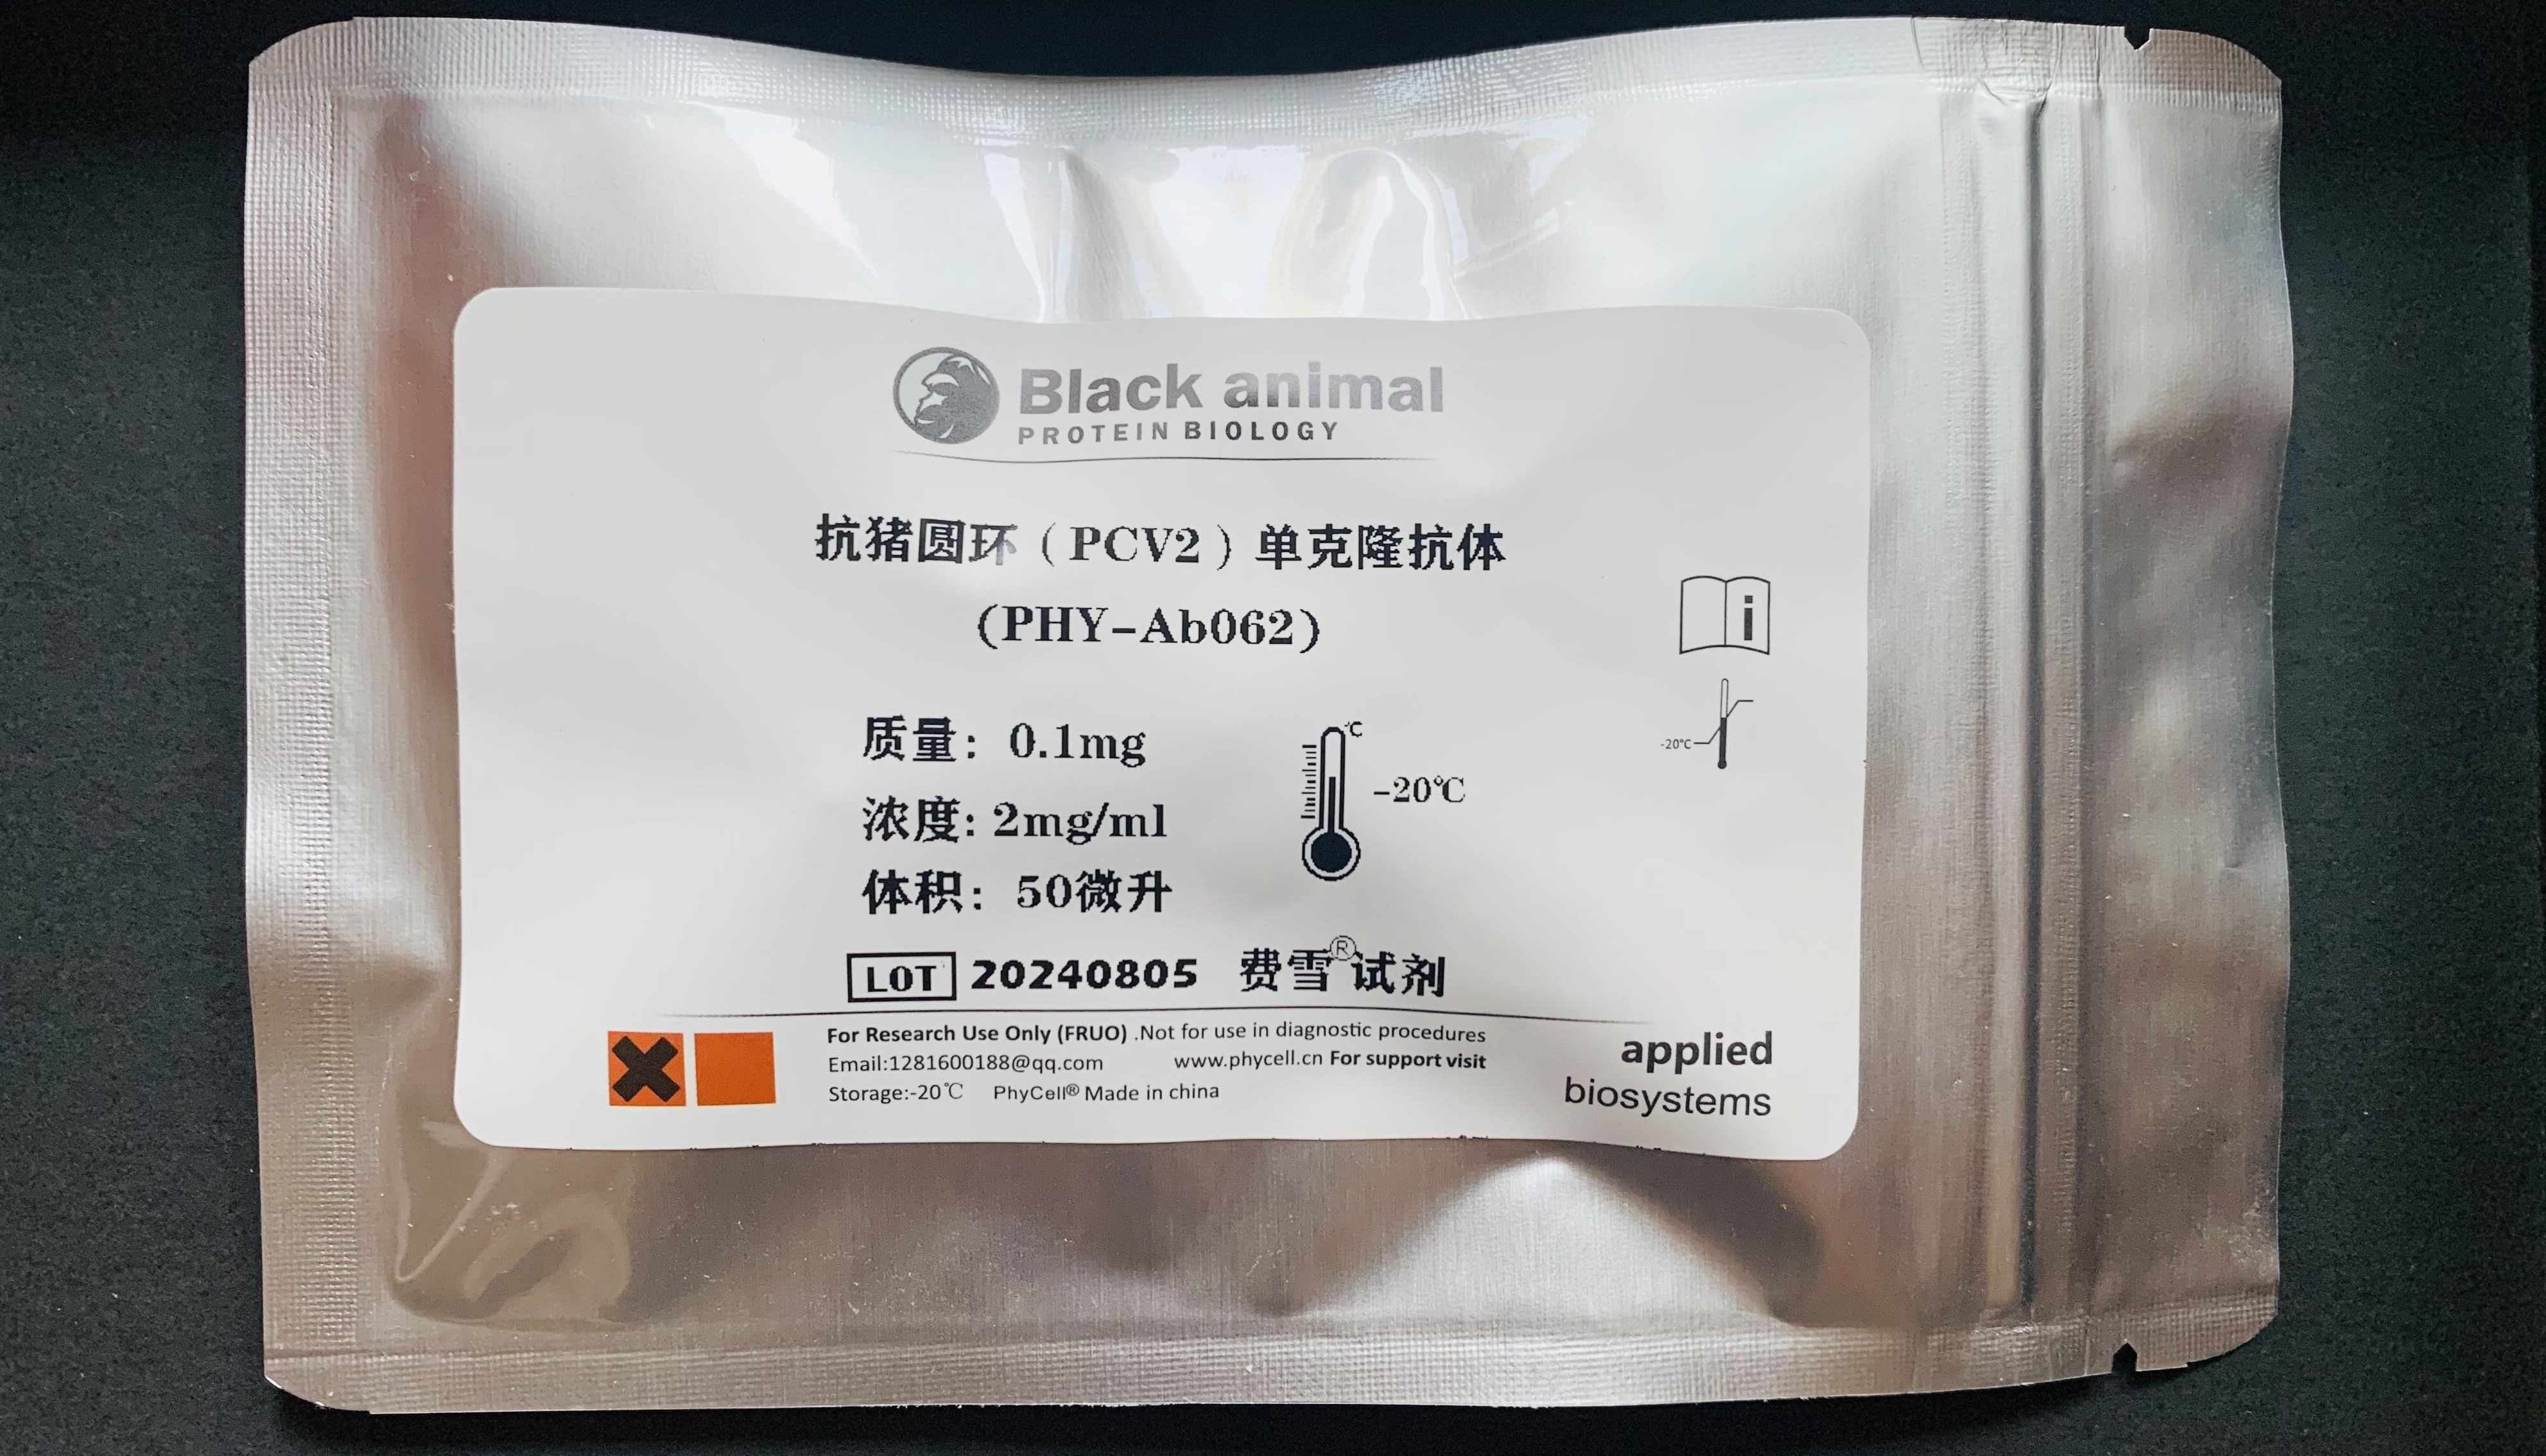 Black animal
PROTEIN BIOLOGY
抗猪圆环（PCV2）单克隆抗体
(PHY-Ab062)
i
-20℃
质量：0.1mg
浓度: 2mg/ml
体积：50微升
℃
-20℃
LOT 20240805 费雪®试剂
For Research Use Only (FRUO) .Not for use in diagnostic procedures
Email:1281600188@qq.com www.phycell.cn For support visit
Storage:-20℃ PhyCell® Made in china
applied
biosystems